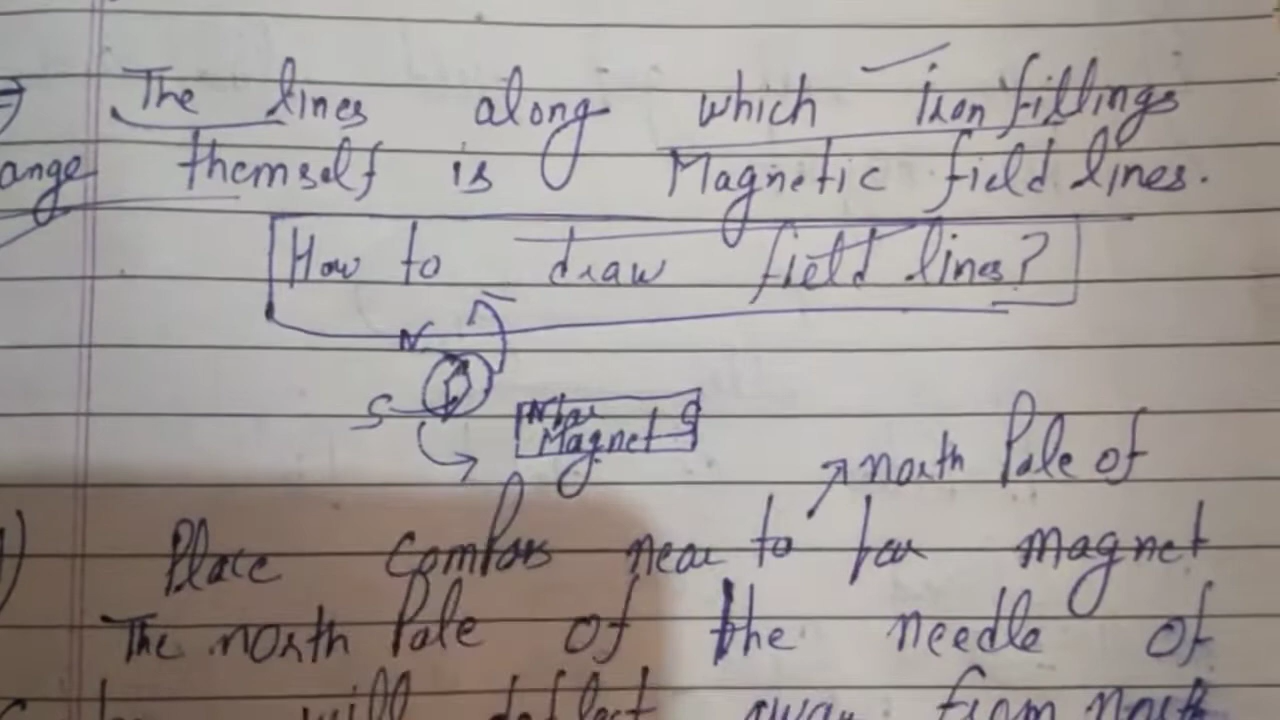 The lines along which iron fillings
ange themself is Magnetic field lines.
How to draw field lines?
N
S
N bar S
Magnet
north Pole of
Place compass near to bar magnet
The north Pole of the needle of
will deflect away from north